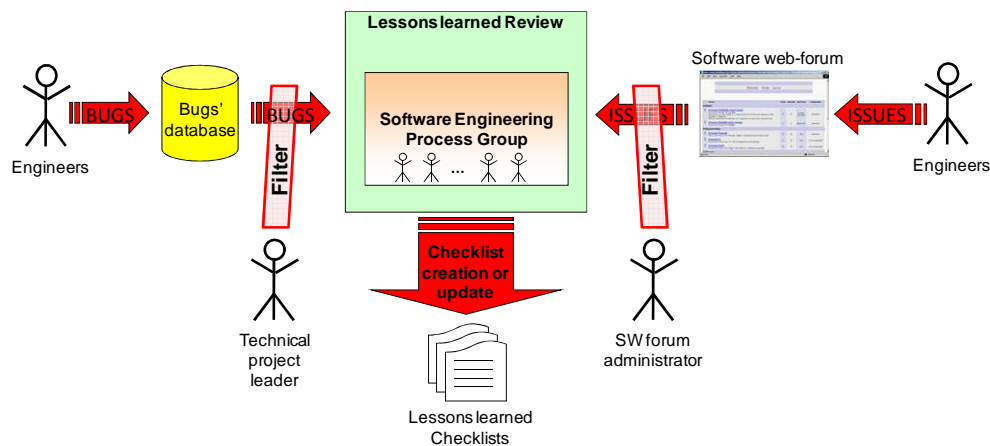 Lessons learned Review
Software Engineering
Process Group
...
BUGS
Bugs'
database
BUGS
Engineers
Filter
Technical
project
leader
Software web-forum
ISSUES
ISSUES
Engineers
Filter
SW forum
administrator
Checklist
creation or
update
Lessons learned
Checklists